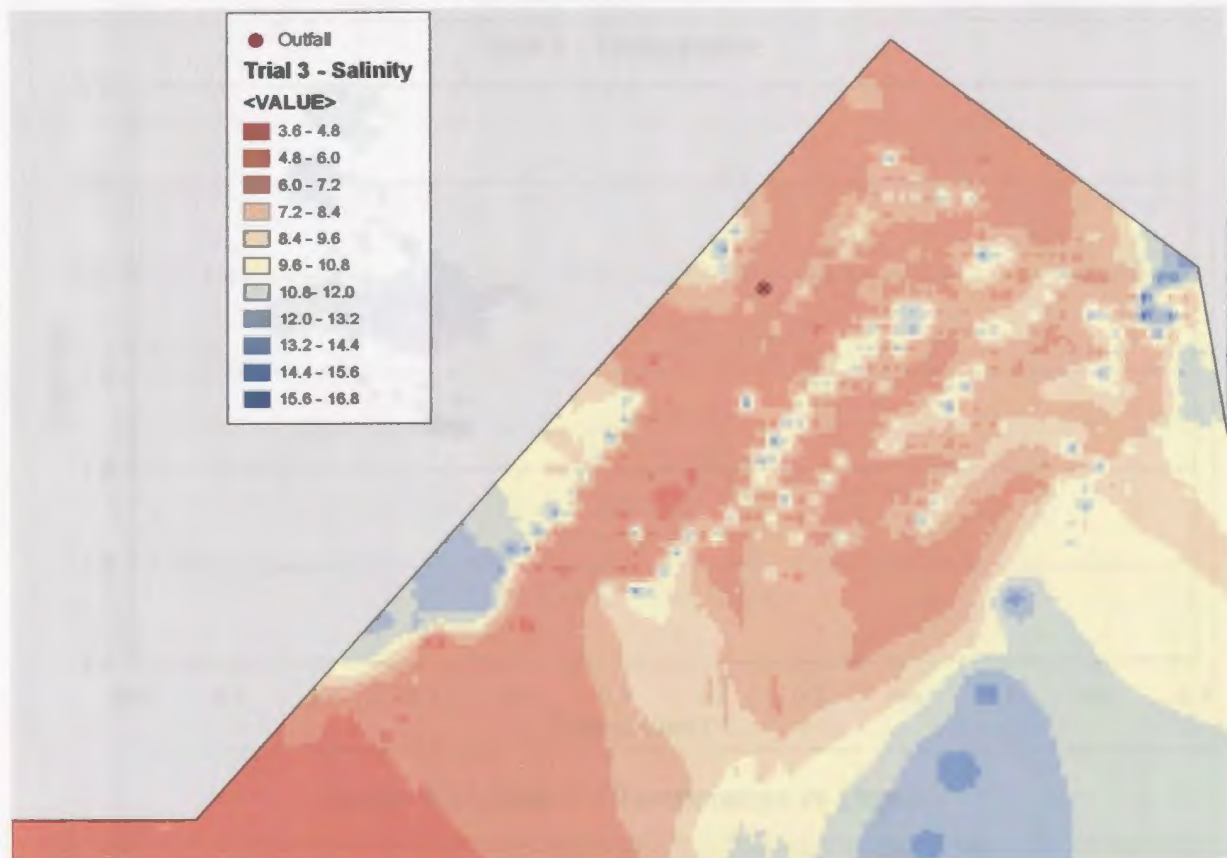 Outfall
Trial 3 - Salinity
<VALUE>
3.6 - 4.8
4.8 - 6.0
6.0 - 7.2
7.2 - 8.4
8.4 - 9.6
9.6 - 10.8
10.8- 12.0
12.0 - 13.2
13.2 - 14.4
14.4 - 15.6
15.6 - 16.8